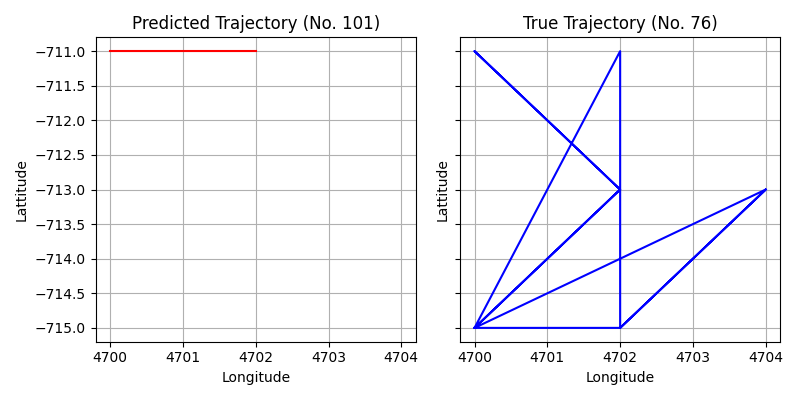 Predicted Trajectory (No. 101)
True Trajectory (No. 76)
Lattitude
−711.0
−711.5
−712.0
−712.5
−713.0
−713.5
−714.0
−714.5
−715.0
4700 4701 4702 4703 4704
Longitude
Lattitude
4700 4701 4702 4703 4704
Longitude